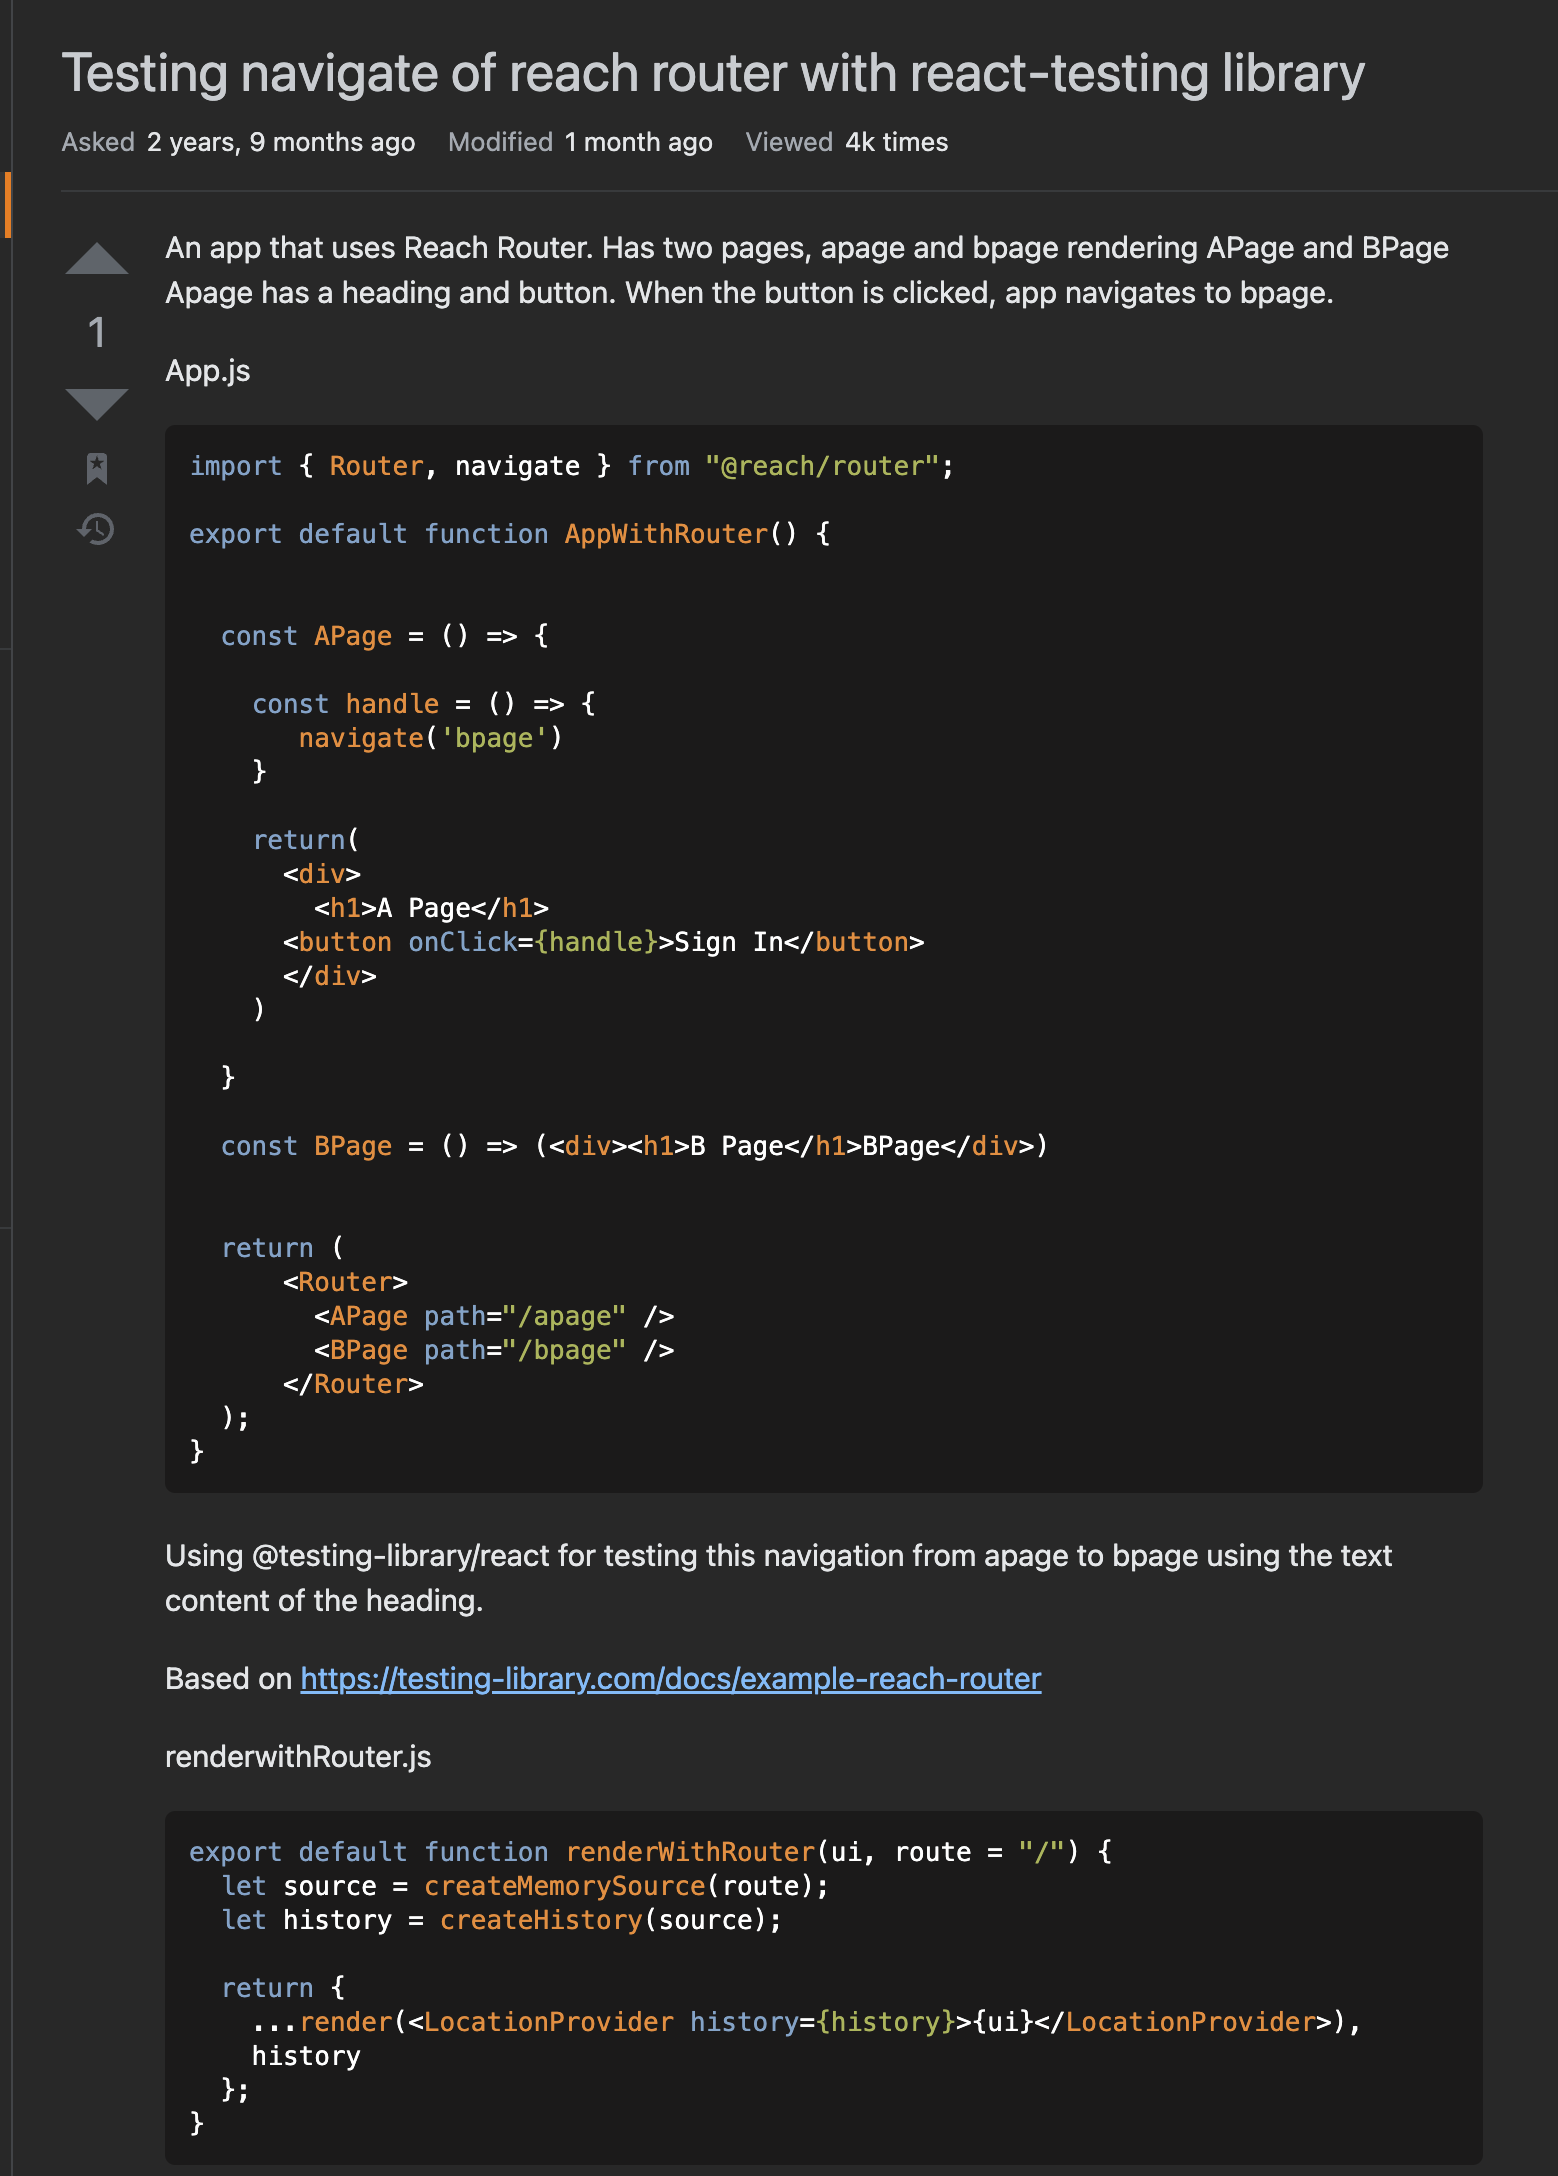 Testing navigate of reach router with react-testing library
Asked 2 years, 9 months ago Modified 1 month ago Viewed 4k times
An app that uses Reach Router. Has two pages, apage and bpage rendering APage and BPage
Apage has a heading and button. When the button is clicked, app navigates to bpage.
1
App.js
import { Router, navigate } from "@reach/router";
export default function AppWithRouter() {
  const APage = () => {
    const handle = () => {
       navigate('bpage')
    }
    return(
      <div>
        <h1>A Page</h1>
      <button onClick={handle}>Sign In</button>
      </div>
    )
  }
  const BPage = () => (<div><h1>B Page</h1>BPage</div>)
  return (
      <Router>
        <APage path="/apage" />
        <BPage path="/bpage" />
      </Router>
  );
}
Using @testing-library/react for testing this navigation from apage to bpage using the text
content of the heading.
Based on https://testing-library.com/docs/example-reach-router
renderwithRouter.js
export default function renderWithRouter(ui, route = "/") {
  let source = createMemorySource(route);
  let history = createHistory(source);
  return {
    ...render(<LocationProvider history={history}>{ui}</LocationProvider>),
    history
  };
}